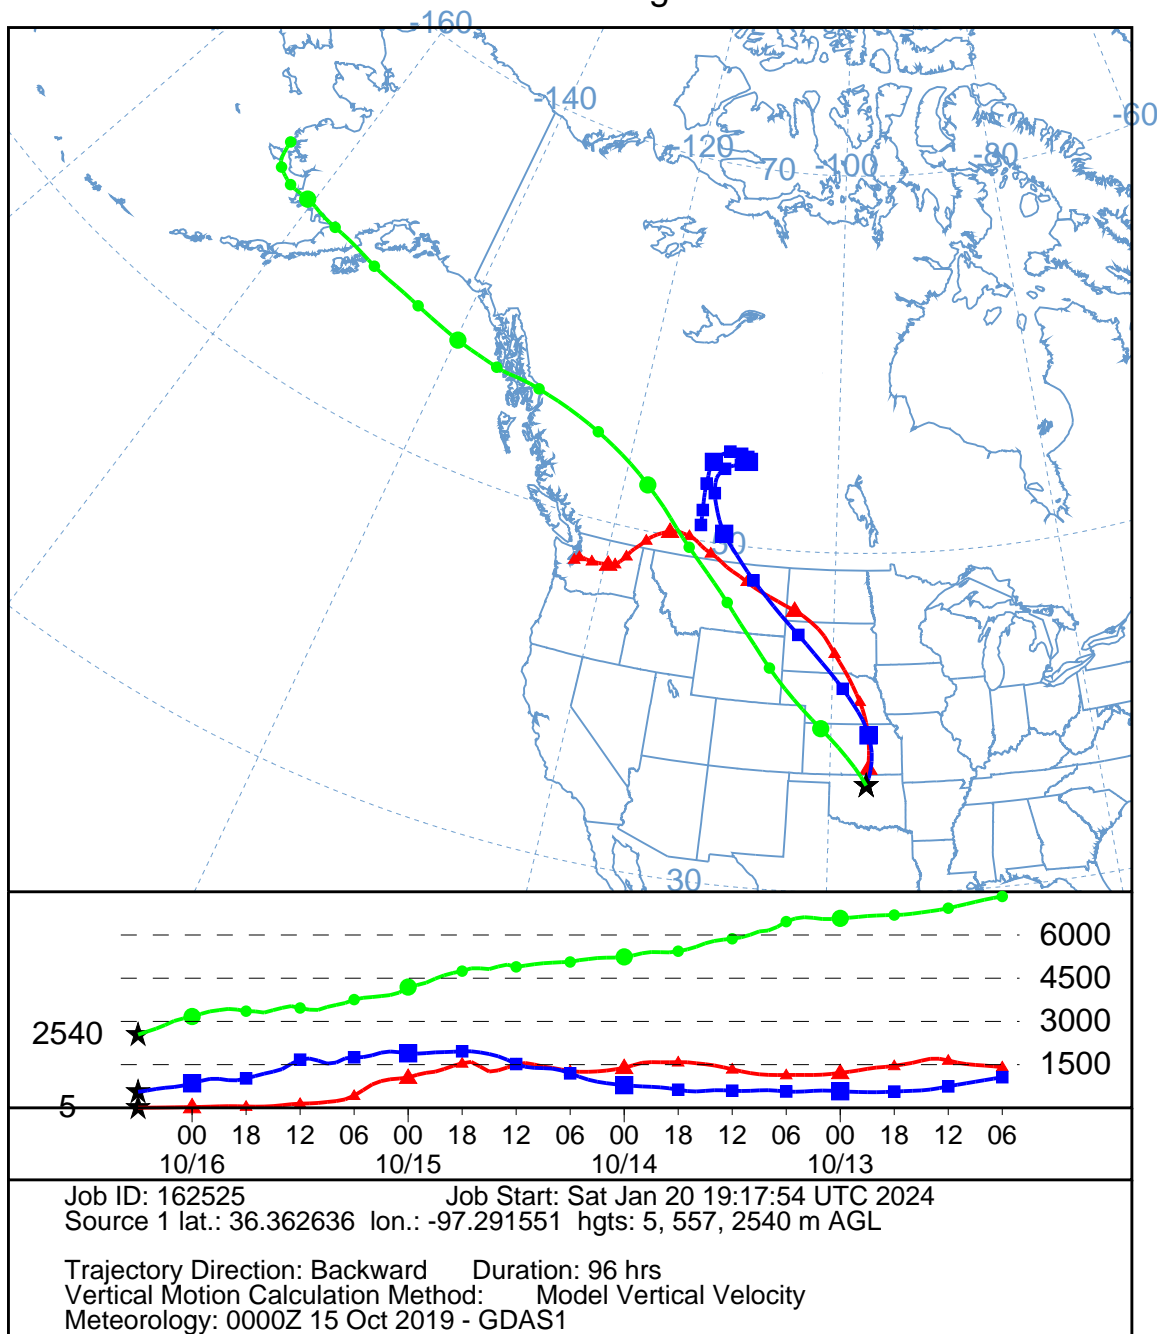 -160
-140
-60
-120
-80
70
-100
50
30
6000
4500
3000
2540
1500
5
00 18 12 06 00 18 12 06 00 18 12 06 00 18 12 06
10/16 10/15 10/14 10/13
Job ID: 162525 Job Start: Sat Jan 20 19:17:54 UTC 2024
Source 1 lat.: 36.362636 lon.: -97.291551 hgts: 5, 557, 2540 m AGL
Trajectory Direction: Backward Duration: 96 hrs
Vertical Motion Calculation Method: Model Vertical Velocity
Meteorology: 0000Z 15 Oct 2019 - GDAS1